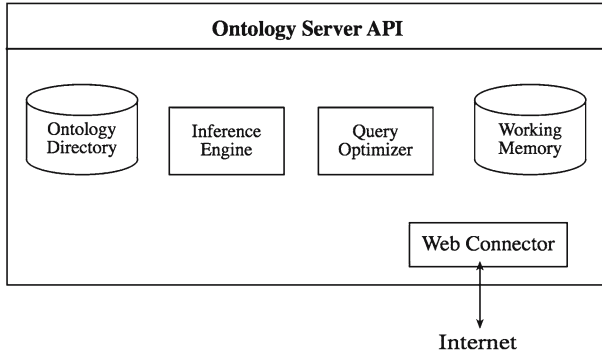 Ontology Server API
Ontology
Directory
Inference
Engine
Query
Optimizer
Working
Memory
Web Connector
Internet